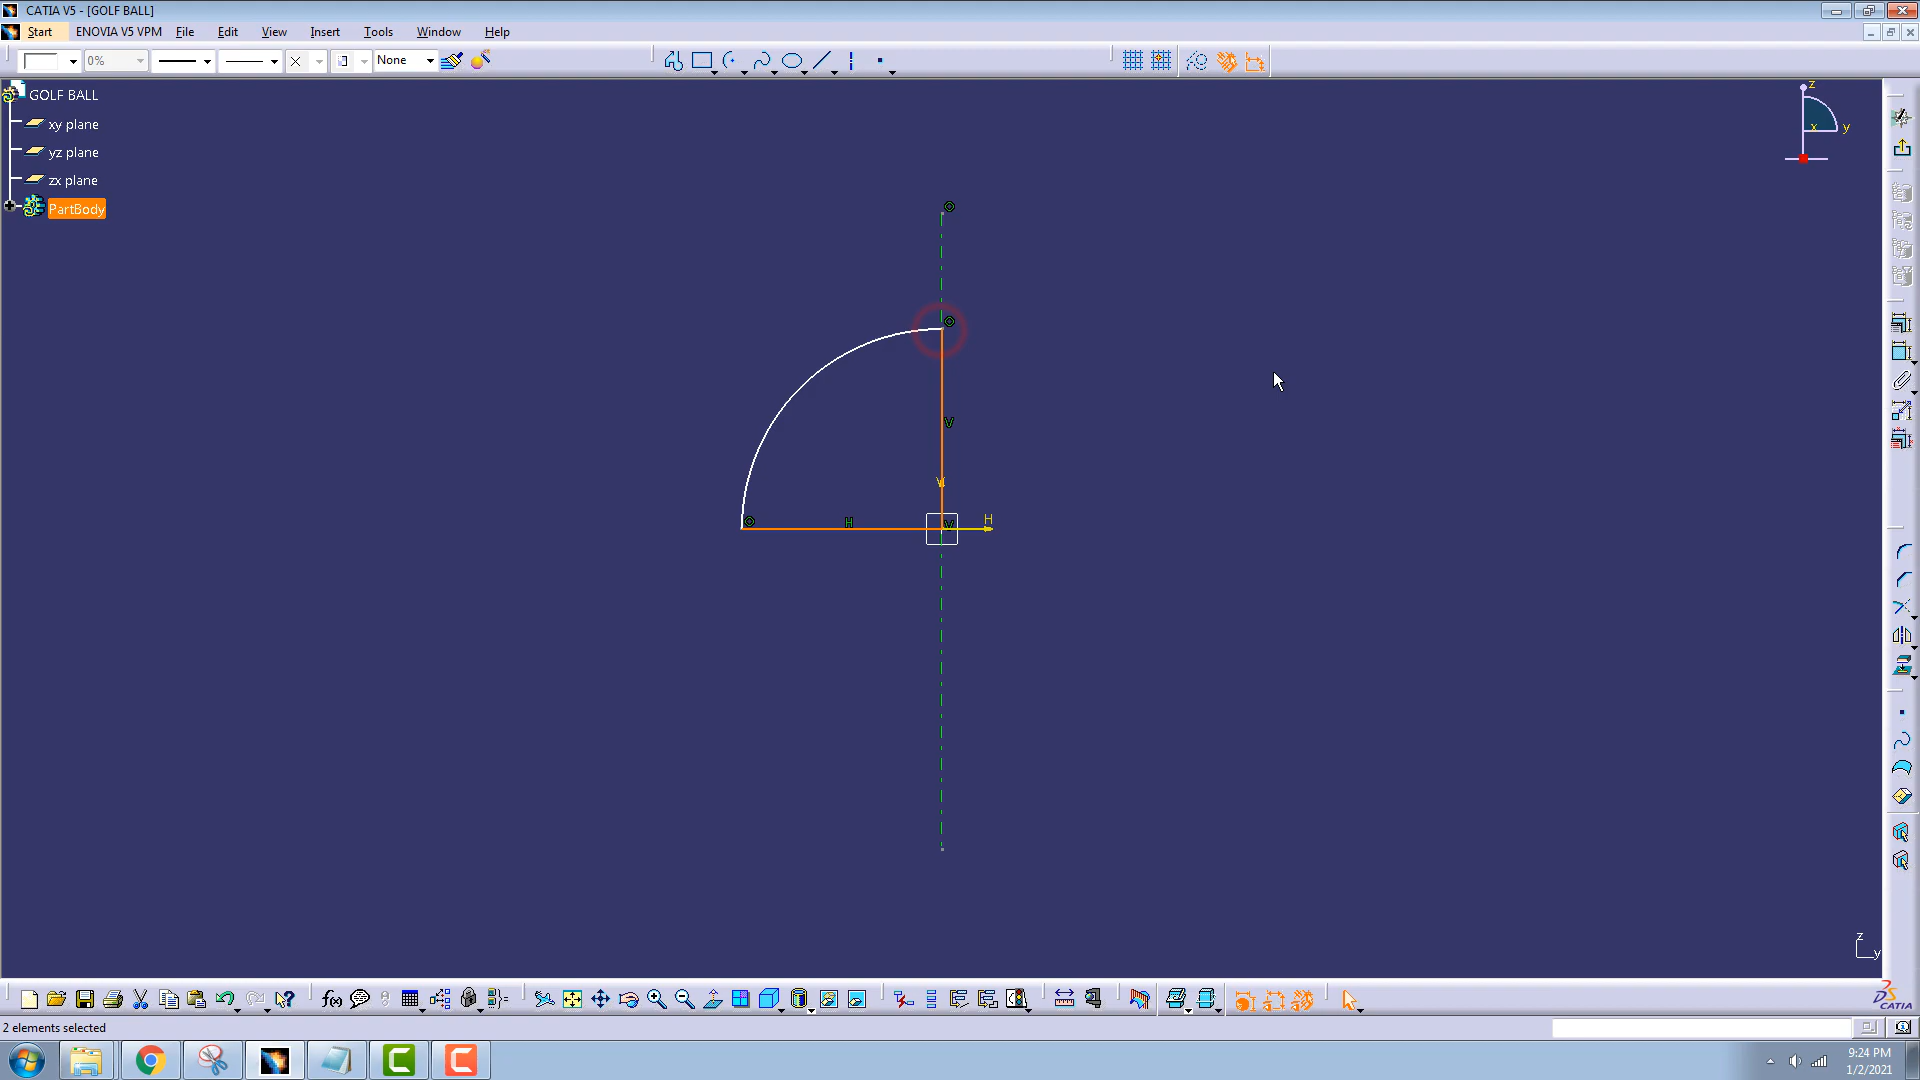 CATIA V5 - [GOLF BALL]
Start ENOVIA V5 VPM File Edit View Insert Tools Window Help
0% None
GOLF BALL
xy plane
yz plane
zx plane
PartBody
z
x y
V
H
V
H
V
z
y
f(x)
CATIA
2 elements selected
9:24 PM
1/2/2021